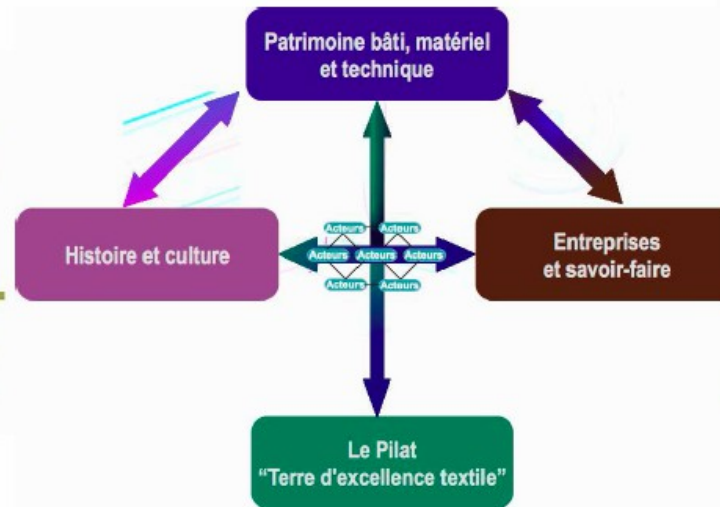 Patrimoine bâti, matériel
et technique
Histoire et culture
Acteurs
Acteurs
Acteurs
Acteurs
Acteurs
Acteurs
Acteurs
Entreprises
et savoir-faire
Le Pilat
“Terre d'excellence textile”